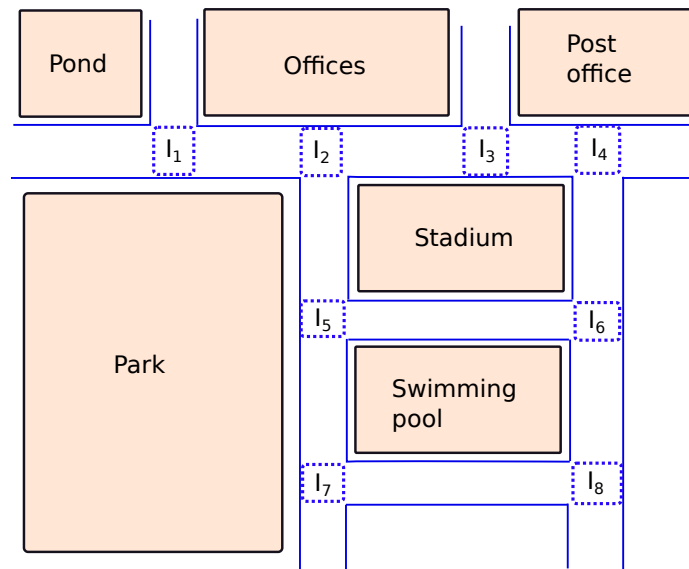 Pond
Offices
Post
office
I₁
I₂
I₃
I₄
Stadium
I₅
I₆
Park
Swimming
pool
I₇
I₈